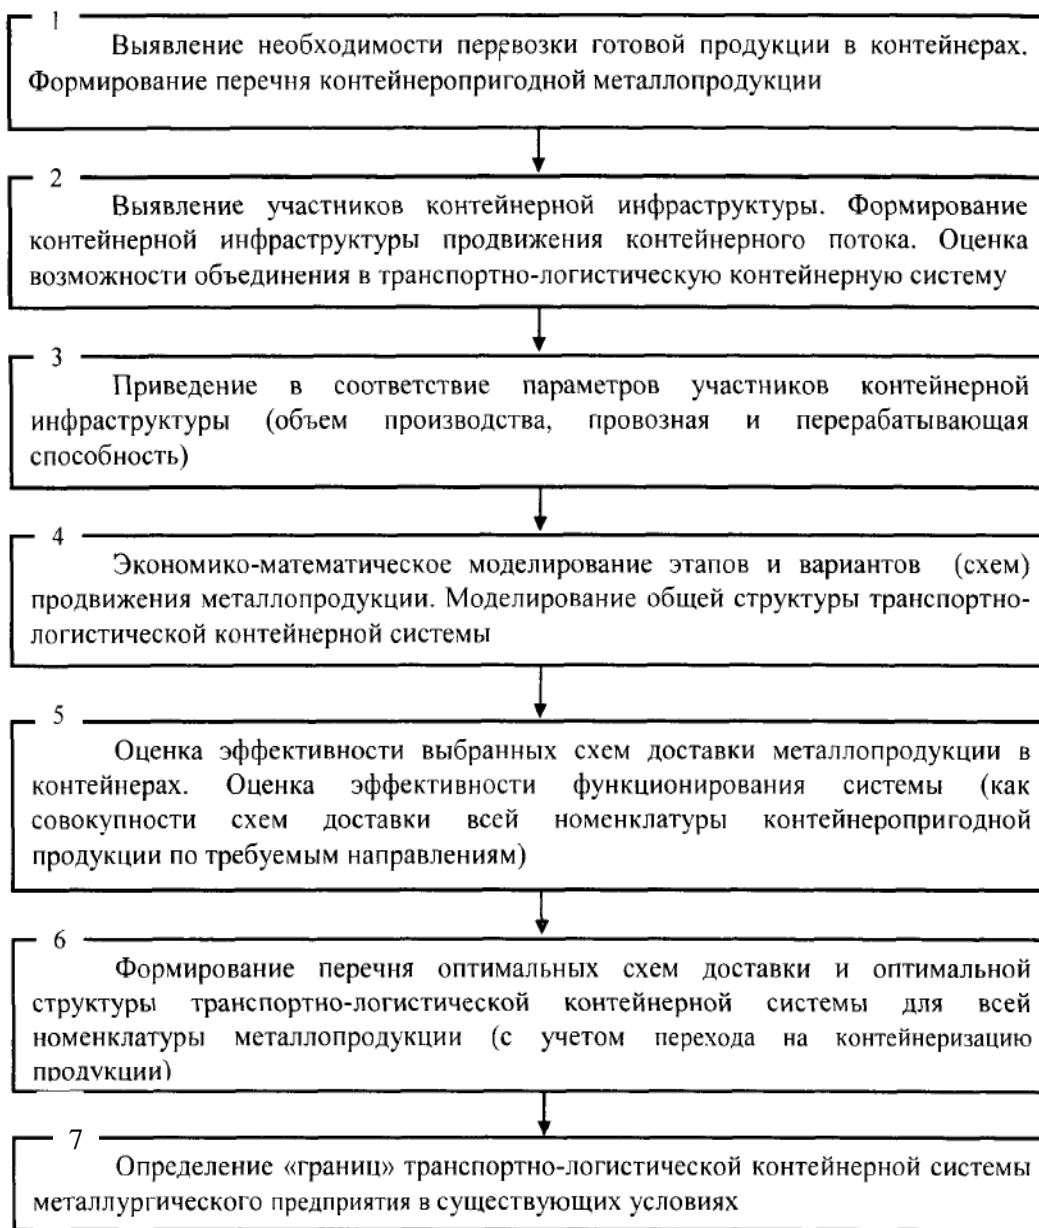 1
Выявление необходимости перевозки готовой продукции в контейнерах.
Формирование перечня контейнеропригодной металлопродукции
2
Выявление участников контейнерной инфраструктуры. Формирование
контейнерной инфраструктуры продвижения контейнерного потока. Оценка
возможности объединения в транспортно-логистическую контейнерную систему
3
Приведение в соответствие параметров участников контейнерной
инфраструктуры (объем производства, провозная и перерабатывающая
способность)
4
Экономико-математическое моделирование этапов и вариантов (схем)
продвижения металлопродукции. Моделирование общей структуры транспортно-
логистической контейнерной системы
5
Оценка эффективности выбранных схем доставки металлопродукции в
контейнерах. Оценка эффективности функционирования системы (как
совокупности схем доставки всей номенклатуры контейнеропригодной
продукции по требуемым направлениям)
6
Формирование перечня оптимальных схем доставки и оптимальной
структуры транспортно-логистической контейнерной системы для всей
номенклатуры металлопродукции (с учетом перехода на контейнеризацию
продукции)
7
Определение «границ» транспортно-логистической контейнерной системы
металлургического предприятия в существующих условиях